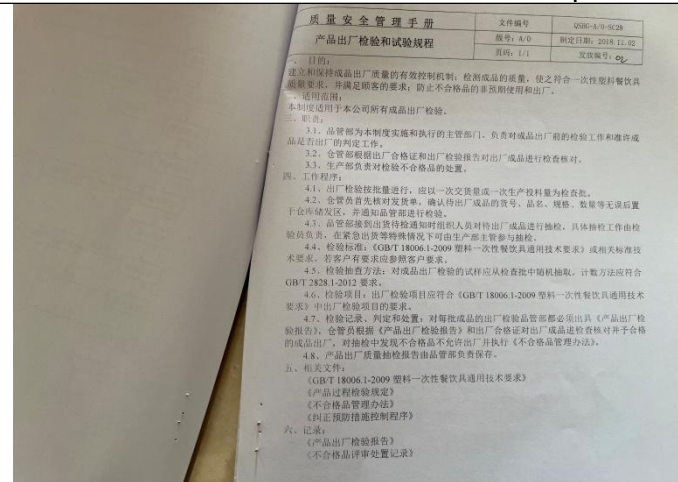 质量安全管理手册
文件编号
QSHG-A/0-SC28
产品出厂检验和试验规程
版号：A/0
制定日期：2018.11.02
页码：1/1
发放编号：02
一、目的：
建立和保持成品出厂质量的有效控制机制；检测成品的质量，使之符合一次性塑料餐饮具
质量要求，并满足顾客的要求；防止不合格品的非预期使用和出厂。
二、适用范围：
本制度适用于本公司所有成品出厂检验。
三、职责：
3.1、品管部为本制度实施和执行的主管部门，负责对成品出厂前的检验工作和准许成
品是否出厂的判定工作。
3.2、仓管部根据出厂合格证和出厂检验报告对出厂成品进行检查核对。
3.3、生产部负责对检验不合格品的处置。
四、工作程序：
4.1、出厂检验按批量进行，应以一次交货量或一次生产投料量为检查批。
4.2、仓管员首先核对发货单，确认待出厂成品的货号、品名、规格、数量等无误后置
于仓库储发区，并通知品管部进行检验。
4.3、品管部接到出货待检通知时组织人员对待出厂成品进行抽检，具体抽检工作由检
验员负责，在紧急出货等特殊情况下可由生产部主管参与抽检。
4.4、检验标准：《GB/T 18006.1-2009 塑料一次性餐饮具通用技术要求》或相关标准技
术要求，若客户有要求应参照客户要求。
4.5、检验抽查方法：对成品出厂检验的试样应从检查批中随机抽取，计数方法应符合
GB/T 2828.1-2012 要求。
4.6、检验项目：出厂检验项目应符合《GB/T 18006.1-2009 塑料一次性餐饮具通用技术
要求》中出厂检验项目的要求。
4.7、检验记录、判定和处置：对每批成品的出厂检验品管部都必须出具《产品出厂检
验报告》，仓管员根据《产品出厂检验报告》和出厂合格证对出厂成品进检查核对并予合格
的成品出厂，对抽检中发现不合格品不允许出厂并执行《不合格品管理办法》。
4.8、产品出厂质量抽检报告由品管部负责保存。
五、相关文件：
《GB/T 18006.1-2009 塑料一次性餐饮具通用技术要求》
《产品过程检验规定》
《不合格品管理办法》
《纠正预防措施控制程序》
六、记录：
《产品出厂检验报告》
《不合格品评审处置记录》